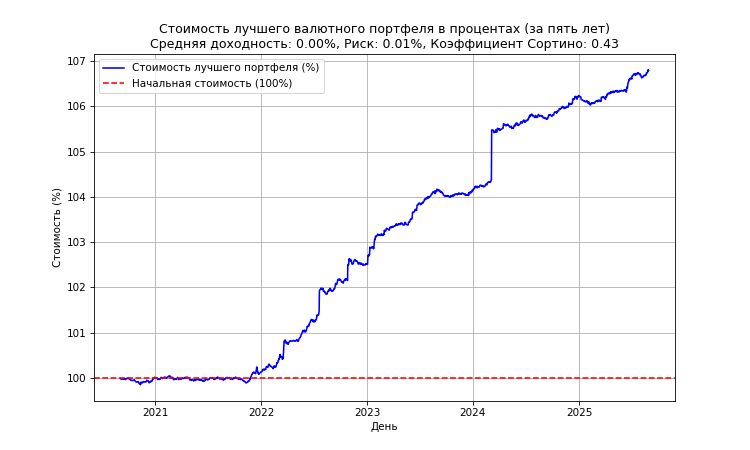 Стоимость лучшего валютного портфеля в процентах (за пять лет)
Средняя доходность: 0.00%, Риск: 0.01%, Коэффициент Сортино: 0.43
107
106
105
104
103
102
101
100
Стоимость (%)
Стоимость лучшего портфеля (%)
Начальная стоимость (100%)
2021
2022
2023
2024
2025
День